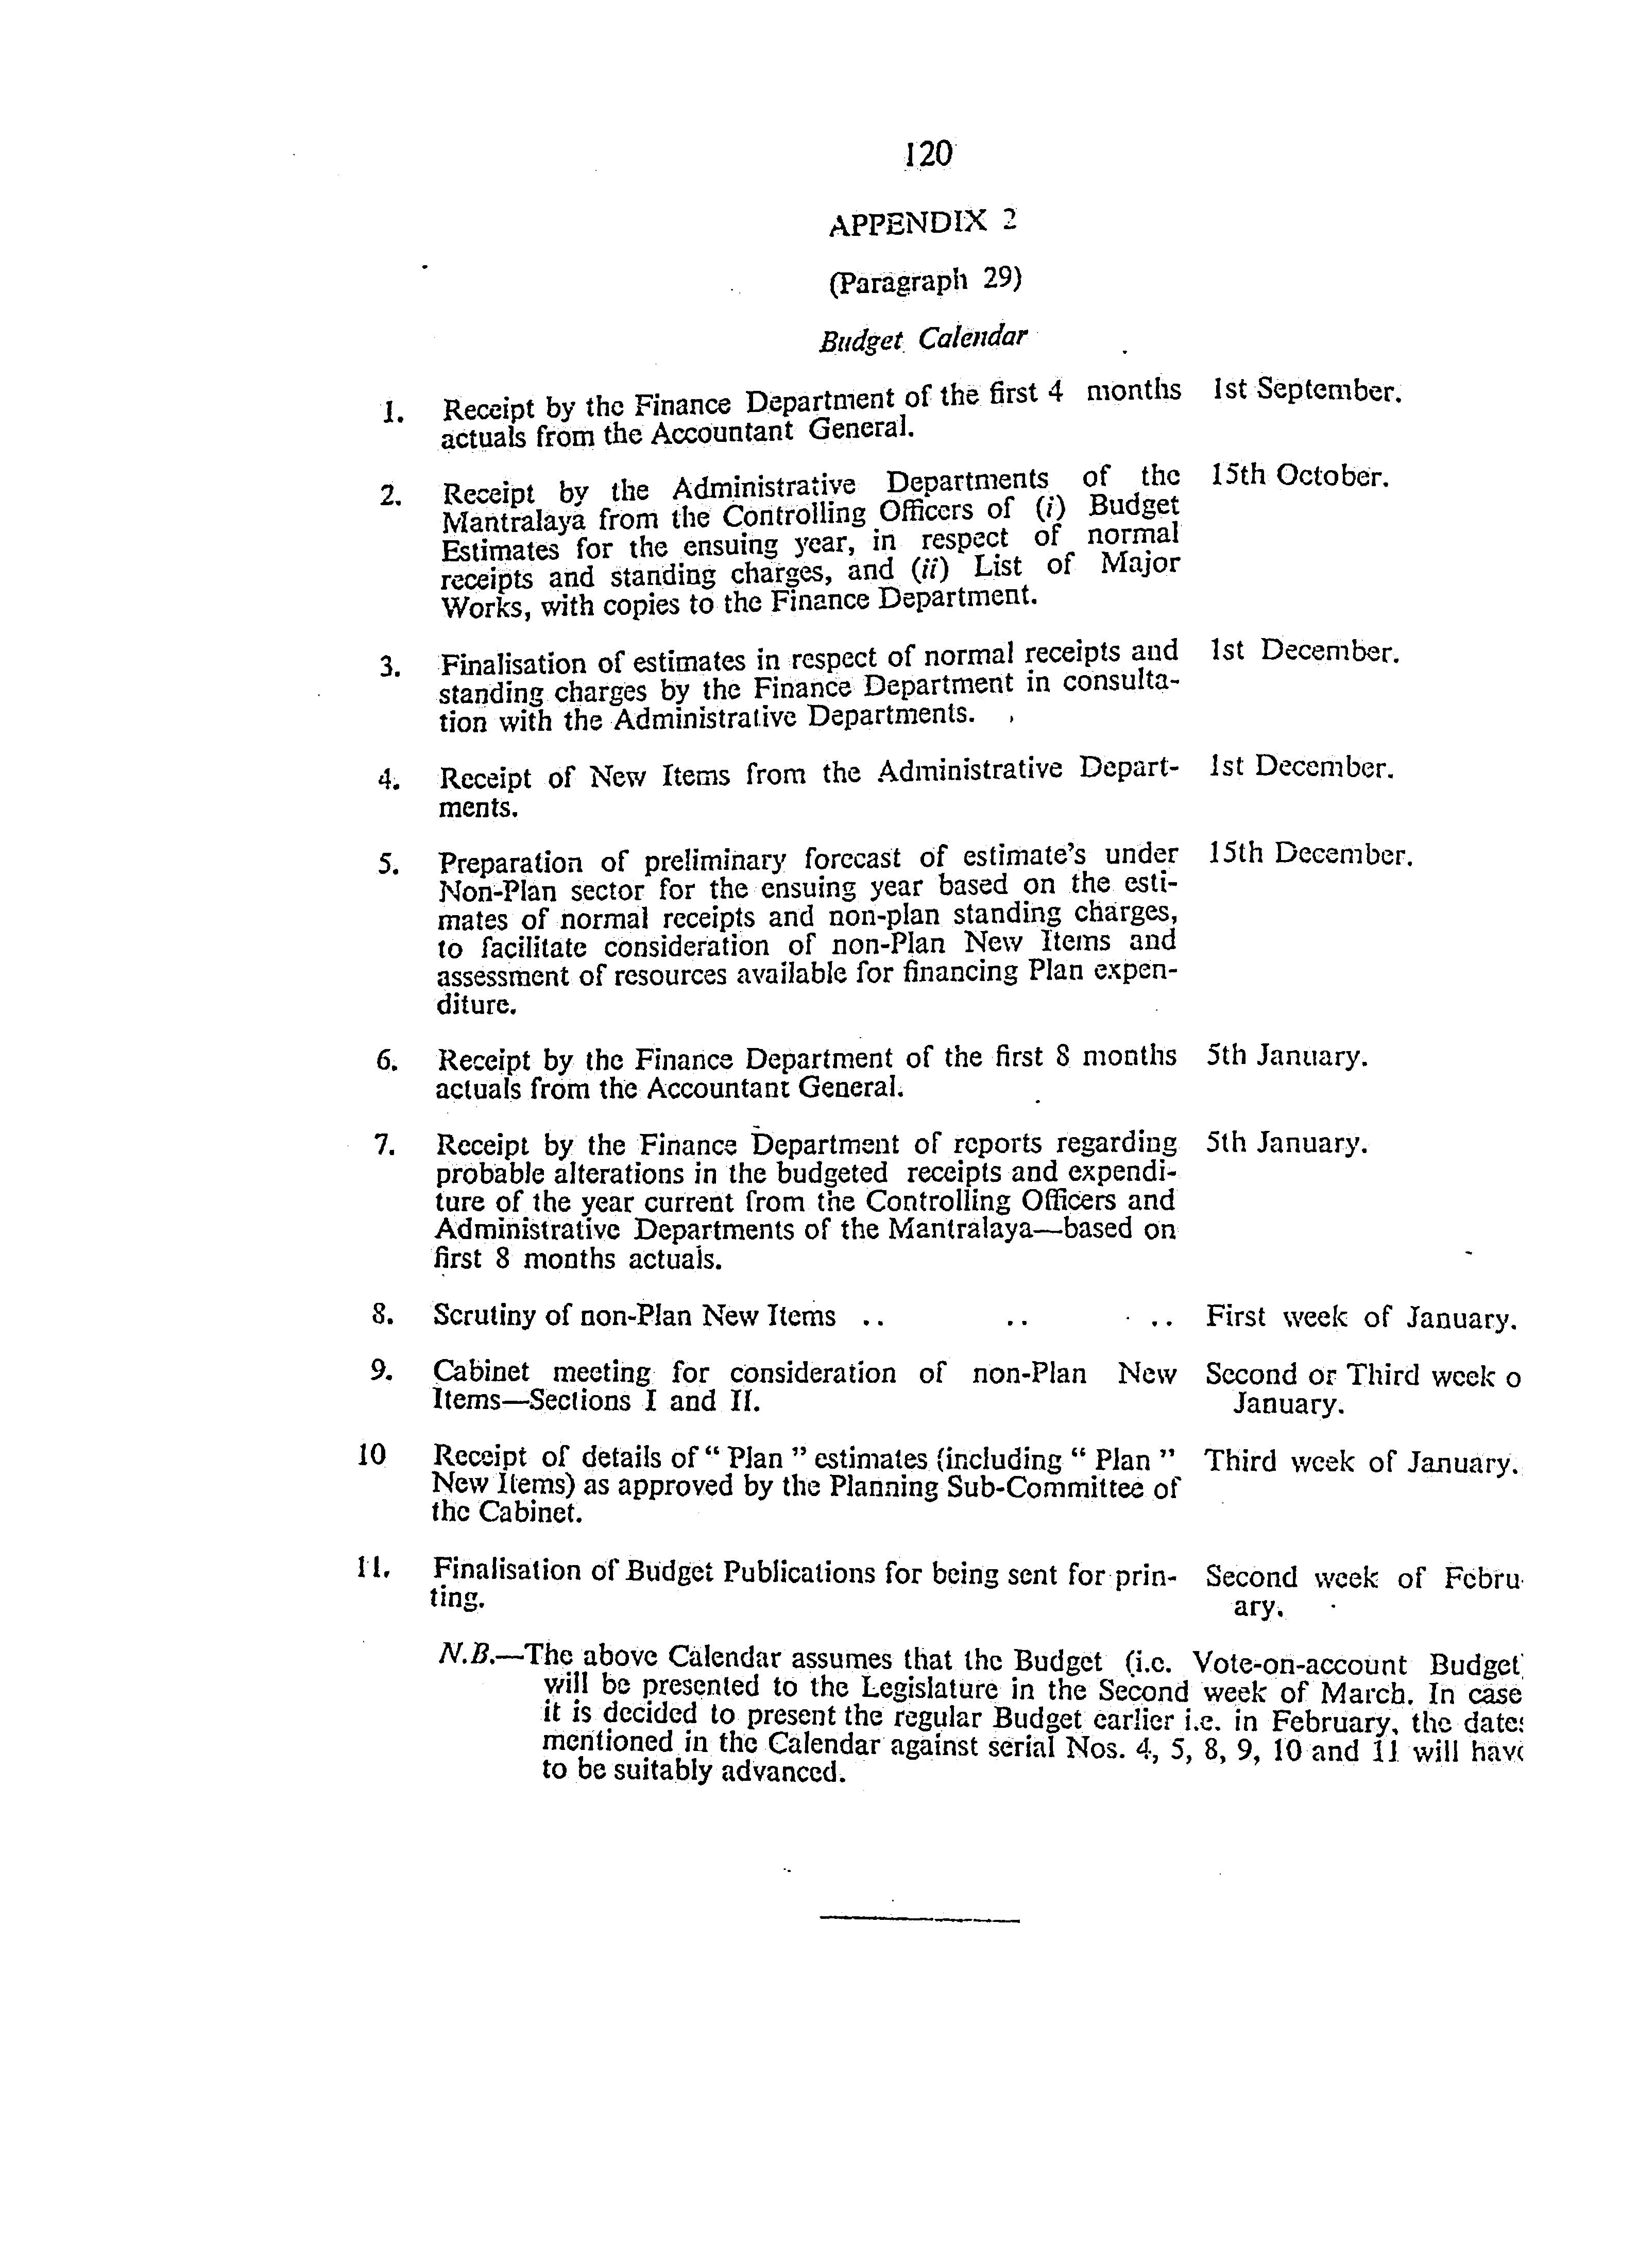 120
APPENDIX 2
(Paragraph 29)
Budget Calendar
1. Receipt by the Finance Department of the first 4 months 1st September.
actuals from the Accountant General.
2. Receipt by the Administrative Departments of the 15th October.
Mantralaya from the Controlling Officers of (i) Budget
Estimates for the ensuing year, in respect of normal
receipts and standing charges, and (ii) List of Major
Works, with copies to the Finance Department.
3. Finalisation of estimates in respect of normal receipts and 1st December.
standing charges by the Finance Department in consulta-
tion with the Administrative Departments.
4. Receipt of New Items from the Administrative Depart- 1st December.
ments.
5. Preparation of preliminary forecast of estimate's under 15th December.
Non-Plan sector for the ensuing year based on the esti-
mates of normal receipts and non-plan standing charges,
to facilitate consideration of non-Plan New Items and
assessment of resources available for financing Plan expen-
diture.
6. Receipt by the Finance Department of the first 8 months 5th January.
actuals from the Accountant General.
7. Receipt by the Finance Department of reports regarding 5th January.
probable alterations in the budgeted receipts and expendi-
ture of the year current from the Controlling Officers and
Administrative Departments of the Mantralaya—based on
first 8 months actuals.
8. Scrutiny of non-Plan New Items .. .. .. First week of January.
9. Cabinet meeting for consideration of non-Plan New Second or Third week o
Items—Sections I and II. January.
10 Receipt of details of “ Plan ” estimates (including “ Plan ” Third week of January.
New Items) as approved by the Planning Sub-Committee of
the Cabinet.
11. Finalisation of Budget Publications for being sent for prin- Second week of Febru
ting. ary.
N.B.—The above Calendar assumes that the Budget (i.e. Vote-on-account Budget
will be presented to the Legislature in the Second week of March. In case
it is decided to present the regular Budget earlier i.e. in February, the date
mentioned in the Calendar against serial Nos. 4, 5, 8, 9, 10 and 11 will have
to be suitably advanced.